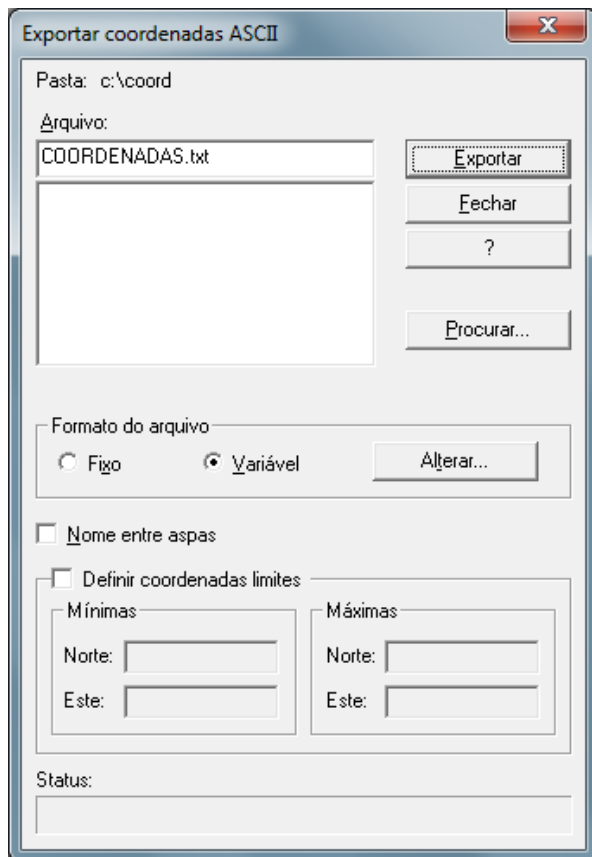 Exportar coordenadas ASCII
Pasta: c:\coord
Arquivo:
COORDENADAS.txt
Exportar
Fechar
?
Procurar...
Formato do arquivo
Fixo
Variável
Alterar...
Nome entre aspas
Definir coordenadas limites
Mínimas
Norte:
Este:
Máximas
Norte:
Este:
Status: